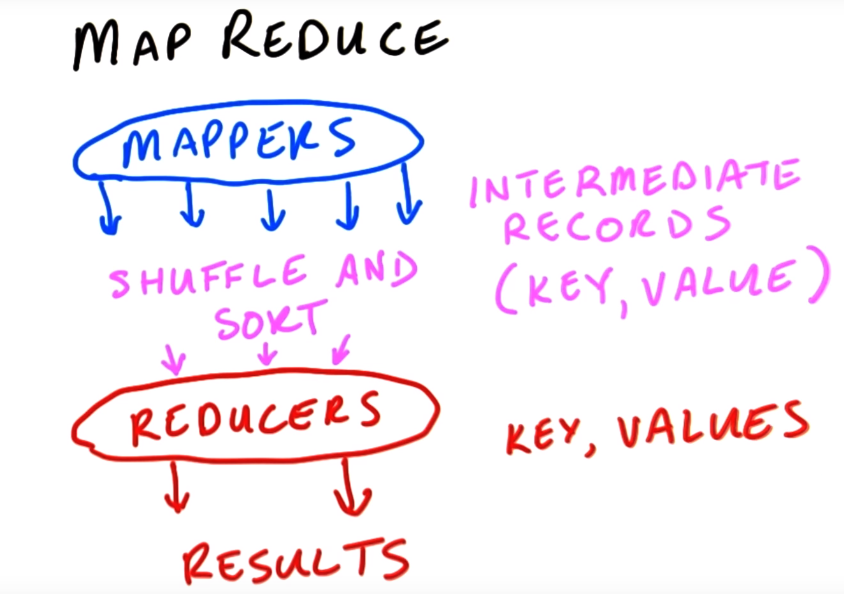 MAP REDUCE
MAPPERS
INTERMEDIATE
RECORDS
(KEY, VALUE)
SHUFFLE AND
SORT
REDUCERS
KEY, VALUES
RESULTS